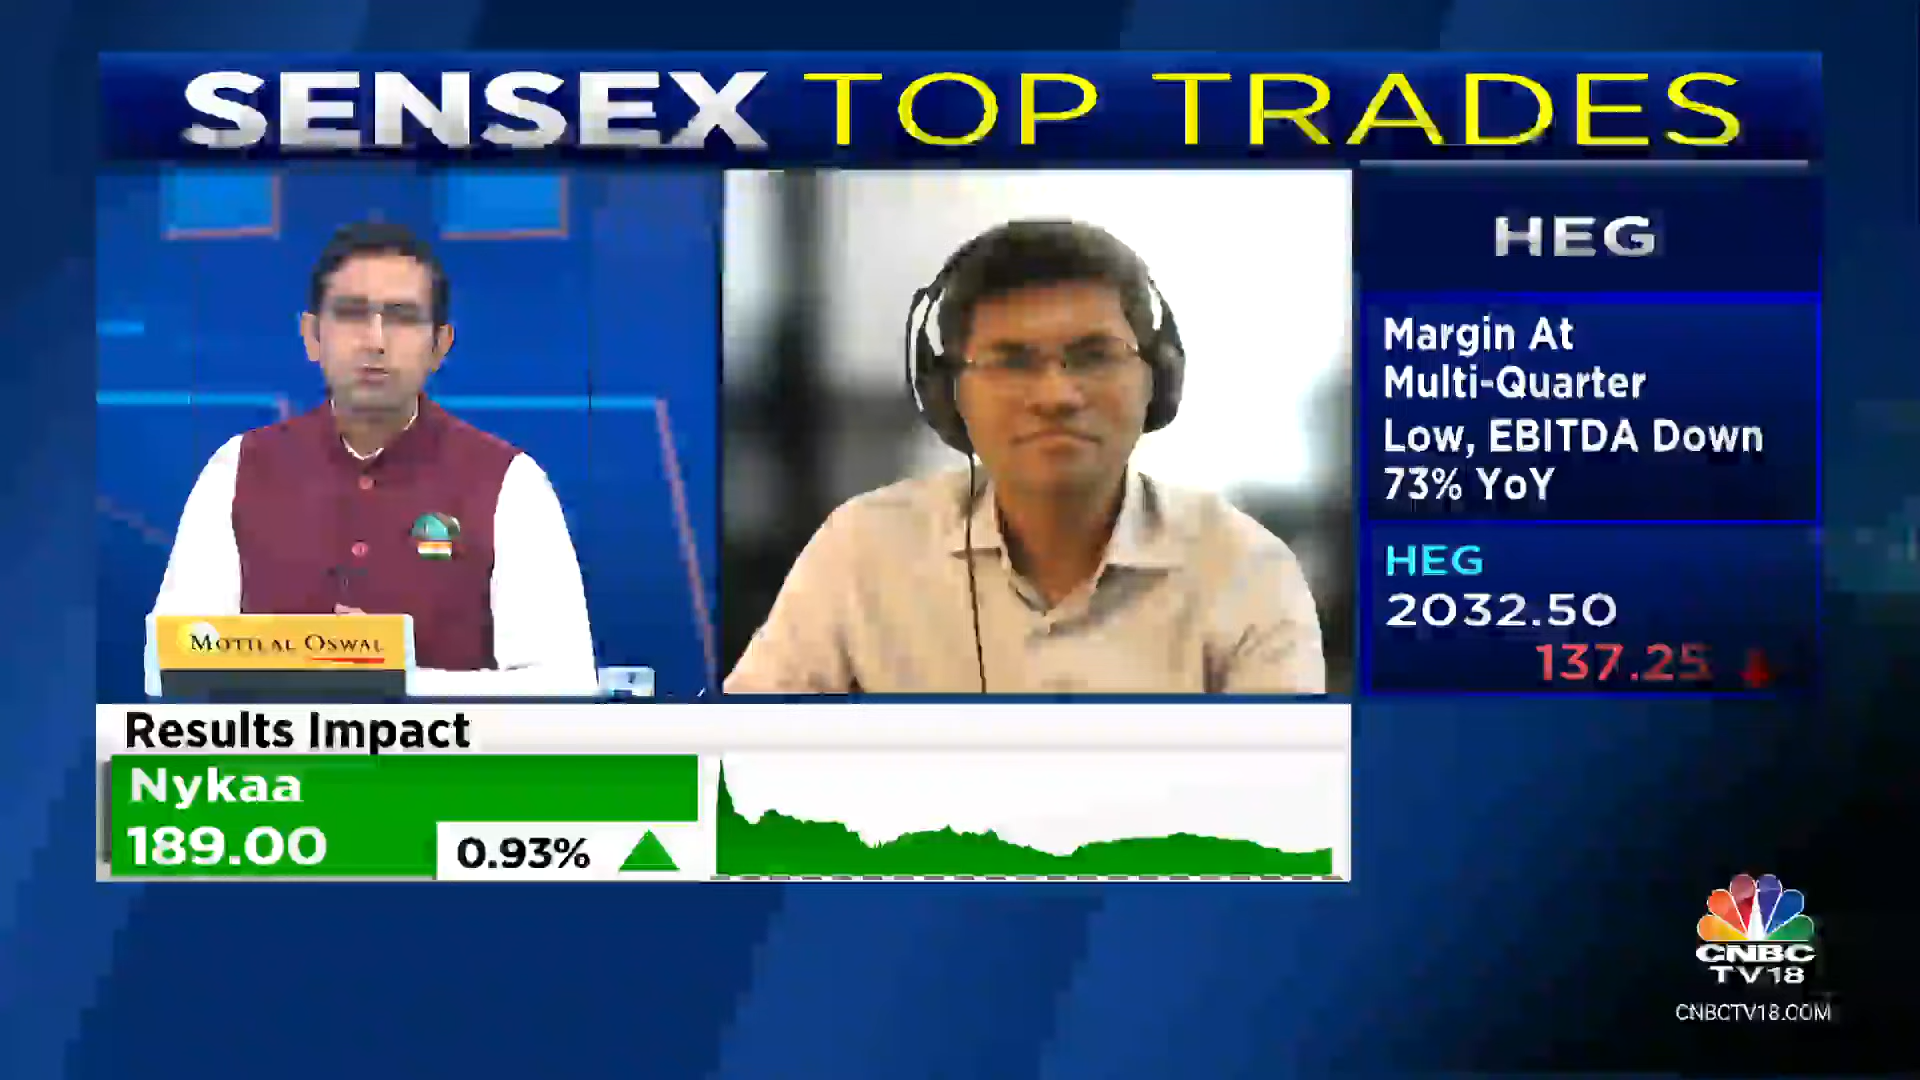 SENSEX TOP TRADES
HEG
Margin At
Multi-Quarter
Low, EBITDA Down
73% YoY
HEG
2032.50
137.25
MOTILAL OSWAL
Results Impact
Nykaa
189.00
0.93%
CNBC
TV18
CNBCTV18.COM